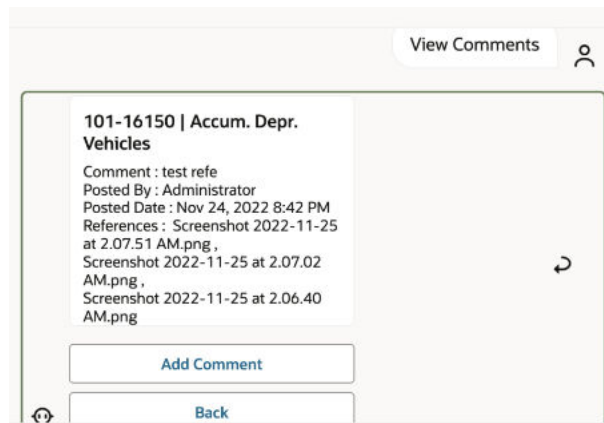 View Comments
101-16150 | Accum. Depr.
Vehicles
Comment : test refe
Posted By : Administrator
Posted Date : Nov 24, 2022 8:42 PM
References :  Screenshot 2022-11-25
at 2.07.51 AM.png ,
Screenshot 2022-11-25 at 2.07.02
AM.png ,
Screenshot 2022-11-25 at 2.06.40
AM.png
Add Comment
Back